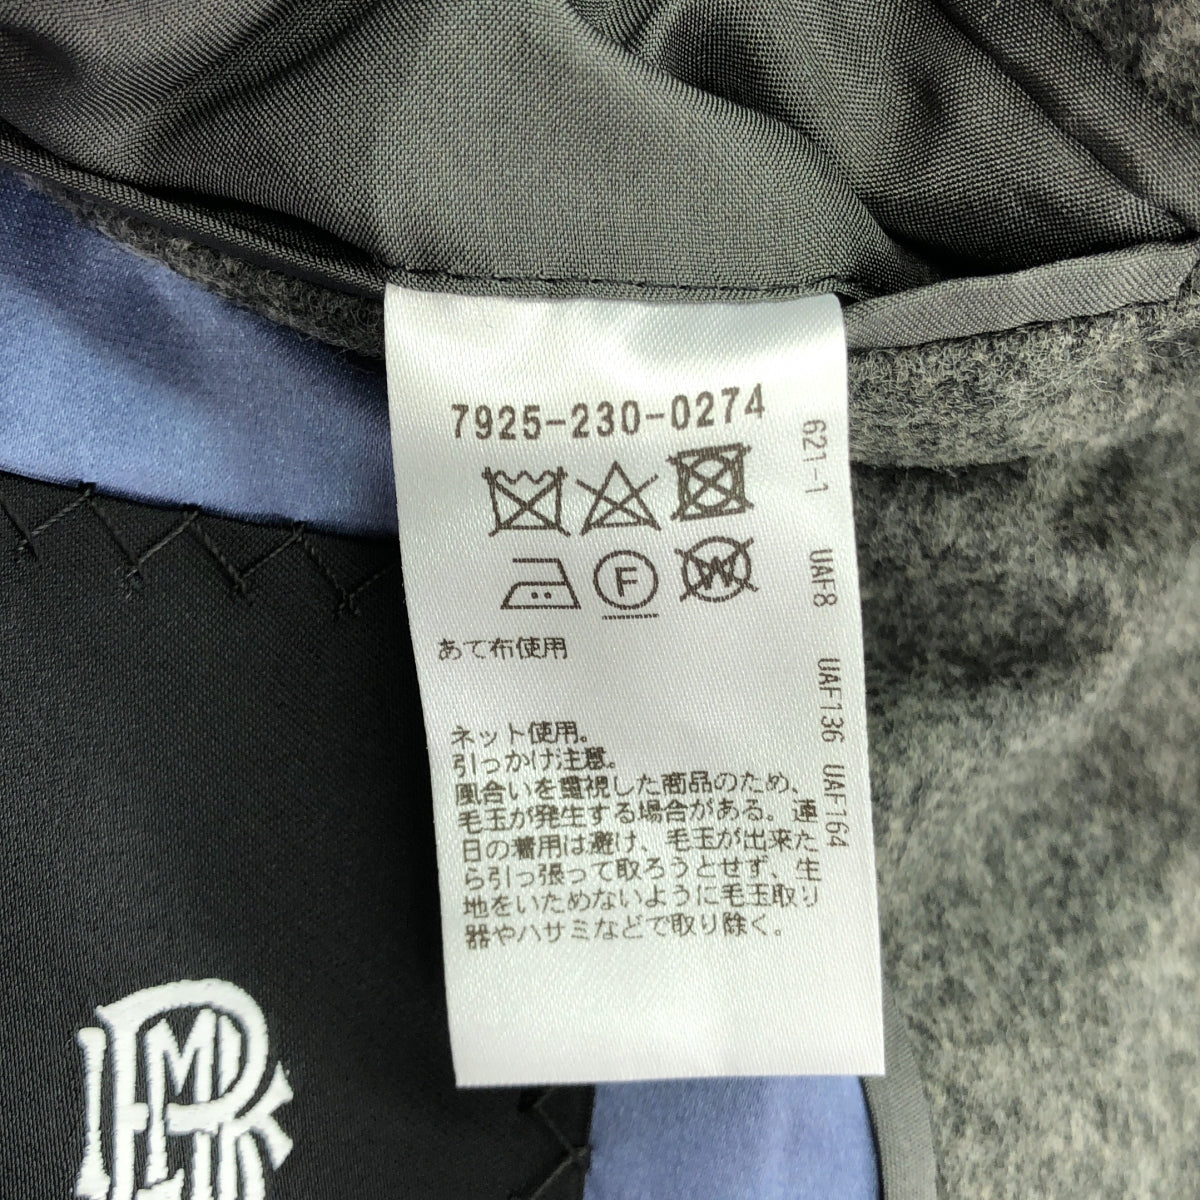 7925-230-0274
621-1 UAF8 UAF136 UAF164
W
F
あて布使用
ネット使用。
引っかけ注意。
風合いを重視した商品のため、
毛玉が発生する場合がある。連
日の着用は避け、毛玉が出来た
ら引っ張って取ろうとせず、生
地をいためないように毛玉取り
器やハサミなどで取り除く。